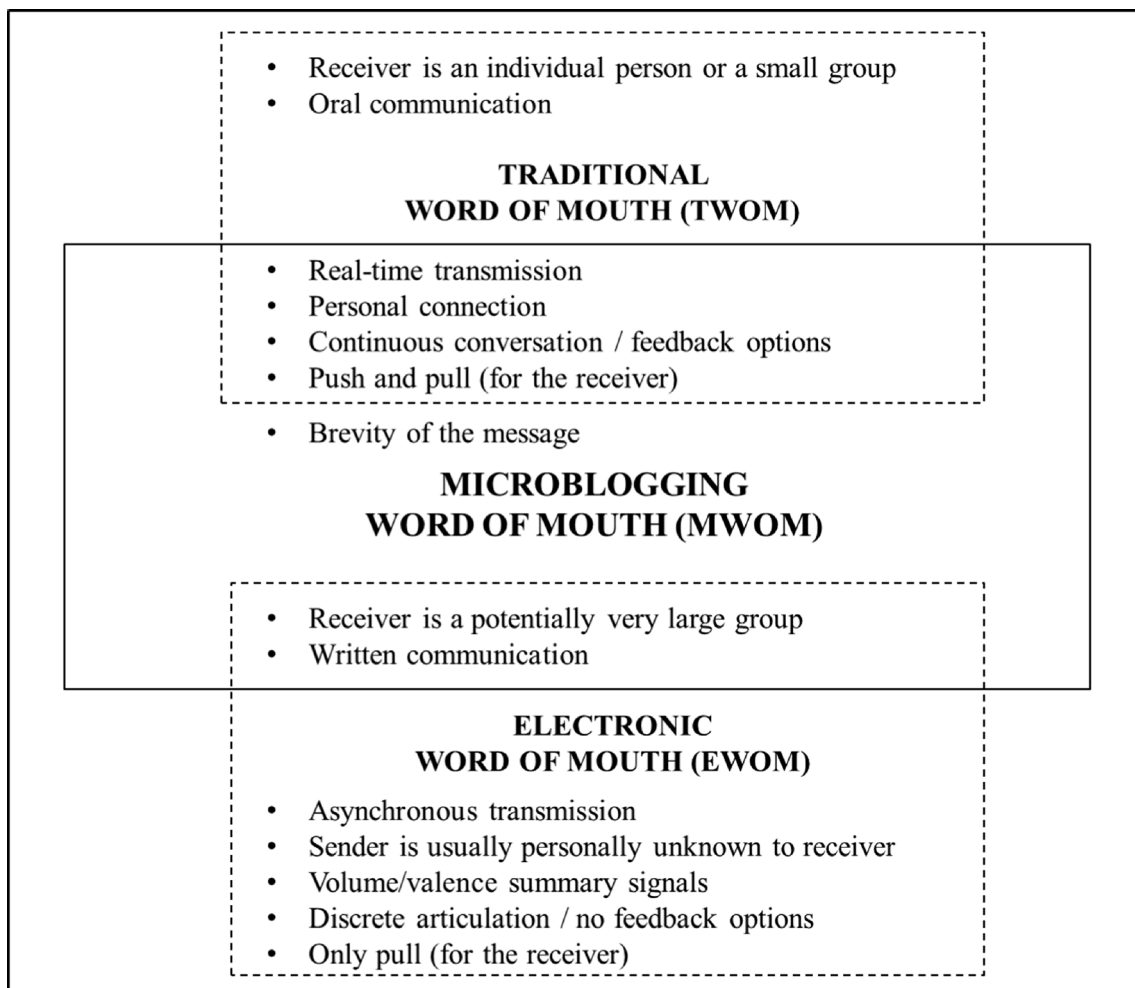 • Receiver is an individual person or a small group
• Oral communication
TRADITIONAL
WORD OF MOUTH (TWOM)
• Real-time transmission
• Personal connection
• Continuous conversation / feedback options
• Push and pull (for the receiver)
• Brevity of the message
MICROBLOGGING
WORD OF MOUTH (MWOM)
• Receiver is a potentially very large group
• Written communication
ELECTRONIC
WORD OF MOUTH (EWOM)
• Asynchronous transmission
• Sender is usually personally unknown to receiver
• Volume/valence summary signals
• Discrete articulation / no feedback options
• Only pull (for the receiver)